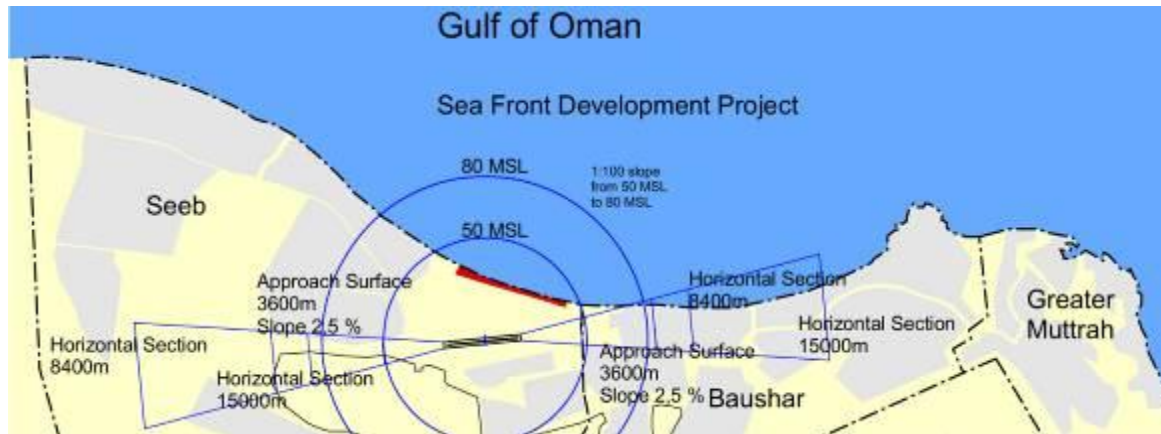 Gulf of Oman
Sea Front Development Project
80 MSL
1:100 slope
from 50 MSL
to 80 MSL
Seeb
50 MSL
Approach Surface
3600m
Slope 2.5 %
Horizontal Section
8400m
Greater
Muttrah
Horizontal Section
8400m
Horizontal Section
15000m
Horizontal Section
15000m
Approach Surface
3600m
Slope 2.5 %
Baushar